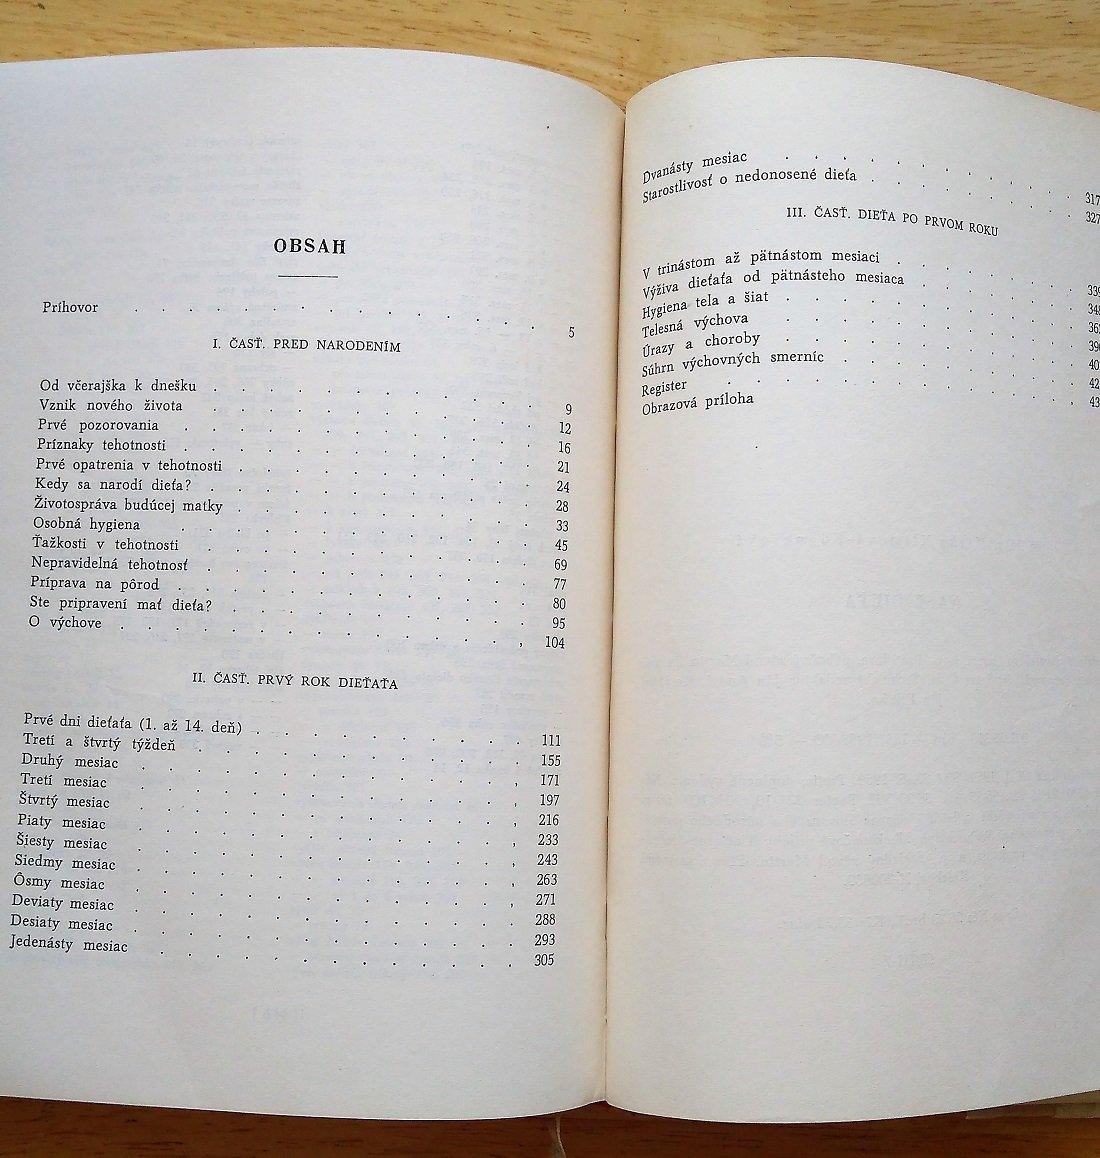 OBSAH
Príhovor . . . . . . . . . . . . . . . 5
I. ČASŤ. PRED NARODENÍM
Od včerajška k dnešku . . . . . . . . . . . . 9
Vznik nového života . . . . . . . . . . . . 12
Prvé pozorovania . . . . . . . . . . . . . 16
Príznaky tehotnosti . . . . . . . . . . . . 21
Prvé opatrenia v tehotnosti . . . . . . . . . . . 24
Kedy sa narodí dieťa? . . . . . . . . . . . . 28
Životospráva budúcej matky . . . . . . . . . . . 33
Osobná hygiena . . . . . . . . . . . . . 45
Ťažkosti v tehotnosti . . . . . . . . . . . . 69
Nepravidelná tehotnosť . . . . . . . . . . . . 77
Príprava na pôrod . . . . . . . . . . . . . 80
Ste pripravení mať dieťa? . . . . . . . . . . . 95
O výchove . . . . . . . . . . . . . . . 104
II. ČASŤ. PRVÝ ROK DIEŤAŤA
Prvé dni dieťaťa (1. až 14. deň) . . . . . . . . . . 111
Tretí a štvrtý týždeň . . . . . . . . . . . . 155
Druhý mesiac . . . . . . . . . . . . . . 171
Tretí mesiac . . . . . . . . . . . . . . 197
Štvrtý mesiac . . . . . . . . . . . . . . 216
Piaty mesiac . . . . . . . . . . . . . . 233
Šiesty mesiac . . . . . . . . . . . . . . 243
Siedmy mesiac . . . . . . . . . . . . . . 263
Ôsmy mesiac . . . . . . . . . . . . . . 271
Deviaty mesiac . . . . . . . . . . . . . . 288
Desiaty mesiac . . . . . . . . . . . . . . 293
Jedenásty mesiac . . . . . . . . . . . . . 305
Dvanásty mesiac . . . . . . . . . . . . . 317
Starostlivosť o nedonosené dieťa . . . . . . . . . 327
III. ČASŤ. DIEŤA PO PRVOM ROKU
V trinástom až pätnástom mesiaci . . . . . . . . 339
Výživa dieťaťa od pätnásteho mesiaca . . . . . . . 348
Hygiena tela a šiat . . . . . . . . . . . . 362
Telesná výchova . . . . . . . . . . . .
Úrazy a choroby . . . . . . . . . . . .
Súhrn výchovných smerníc . . . . . . . . . .
Register . . . . . . . . . . . . . .
Obrazová príloha